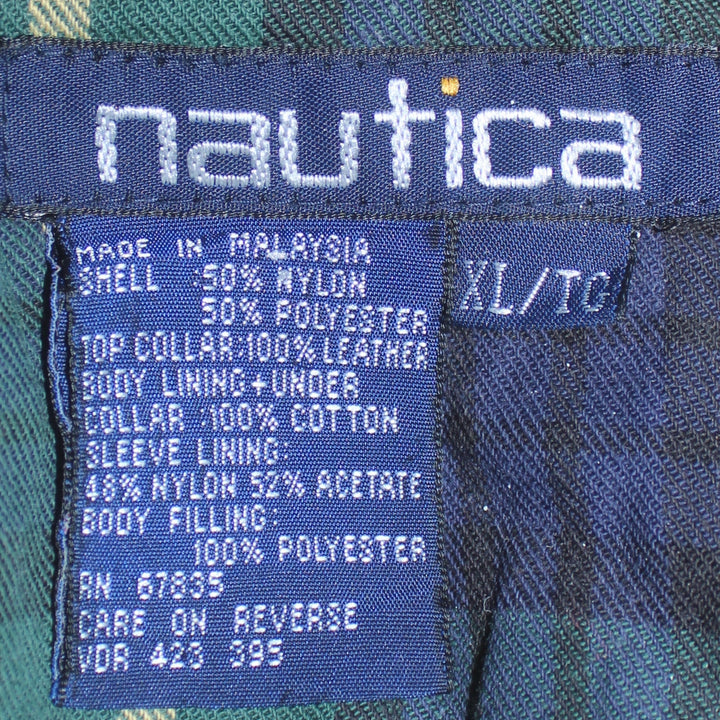 nautica
MADE IN MALAYSIA
SHELL 50% NYLON
50% POLYESTER
TOP COLLAR:100% LEATHER
BODY LINING+UNDER
COLLAR :100% COTTON
SLEEVE LINING:
48% NYLON 52% ACETATE
BODY FILLING:
100% POLYESTER
RN 67835
CARE ON REVERSE
VDR 423 395
XL/TG